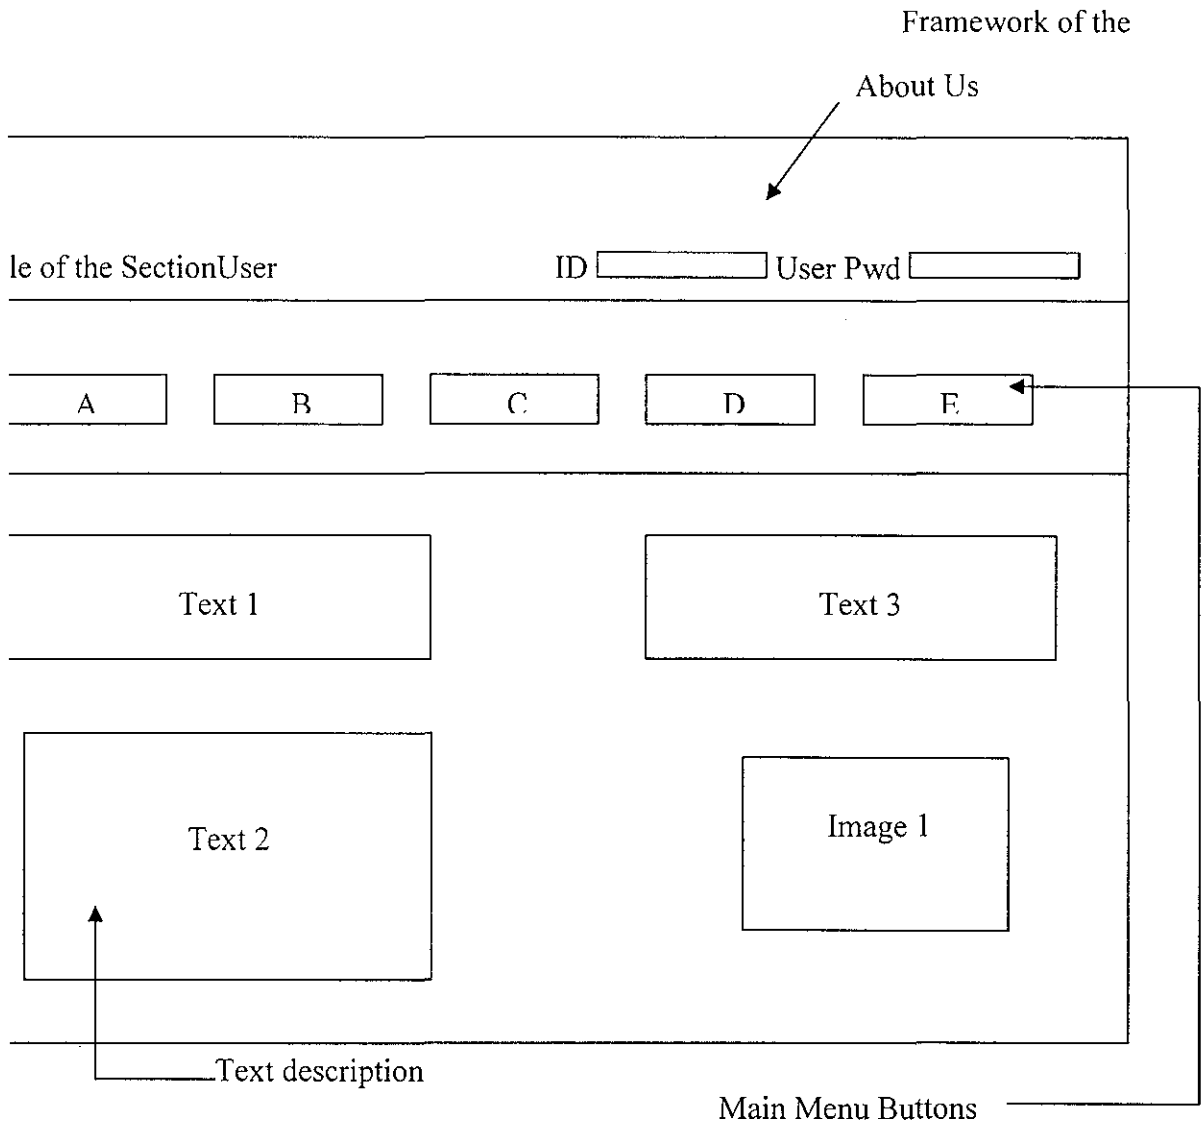 Framework of the
About Us
le of the SectionUser ID User Pwd
A B C D E
Text 1 Text 3
Text 2 Image 1
Text description
Main Menu Buttons